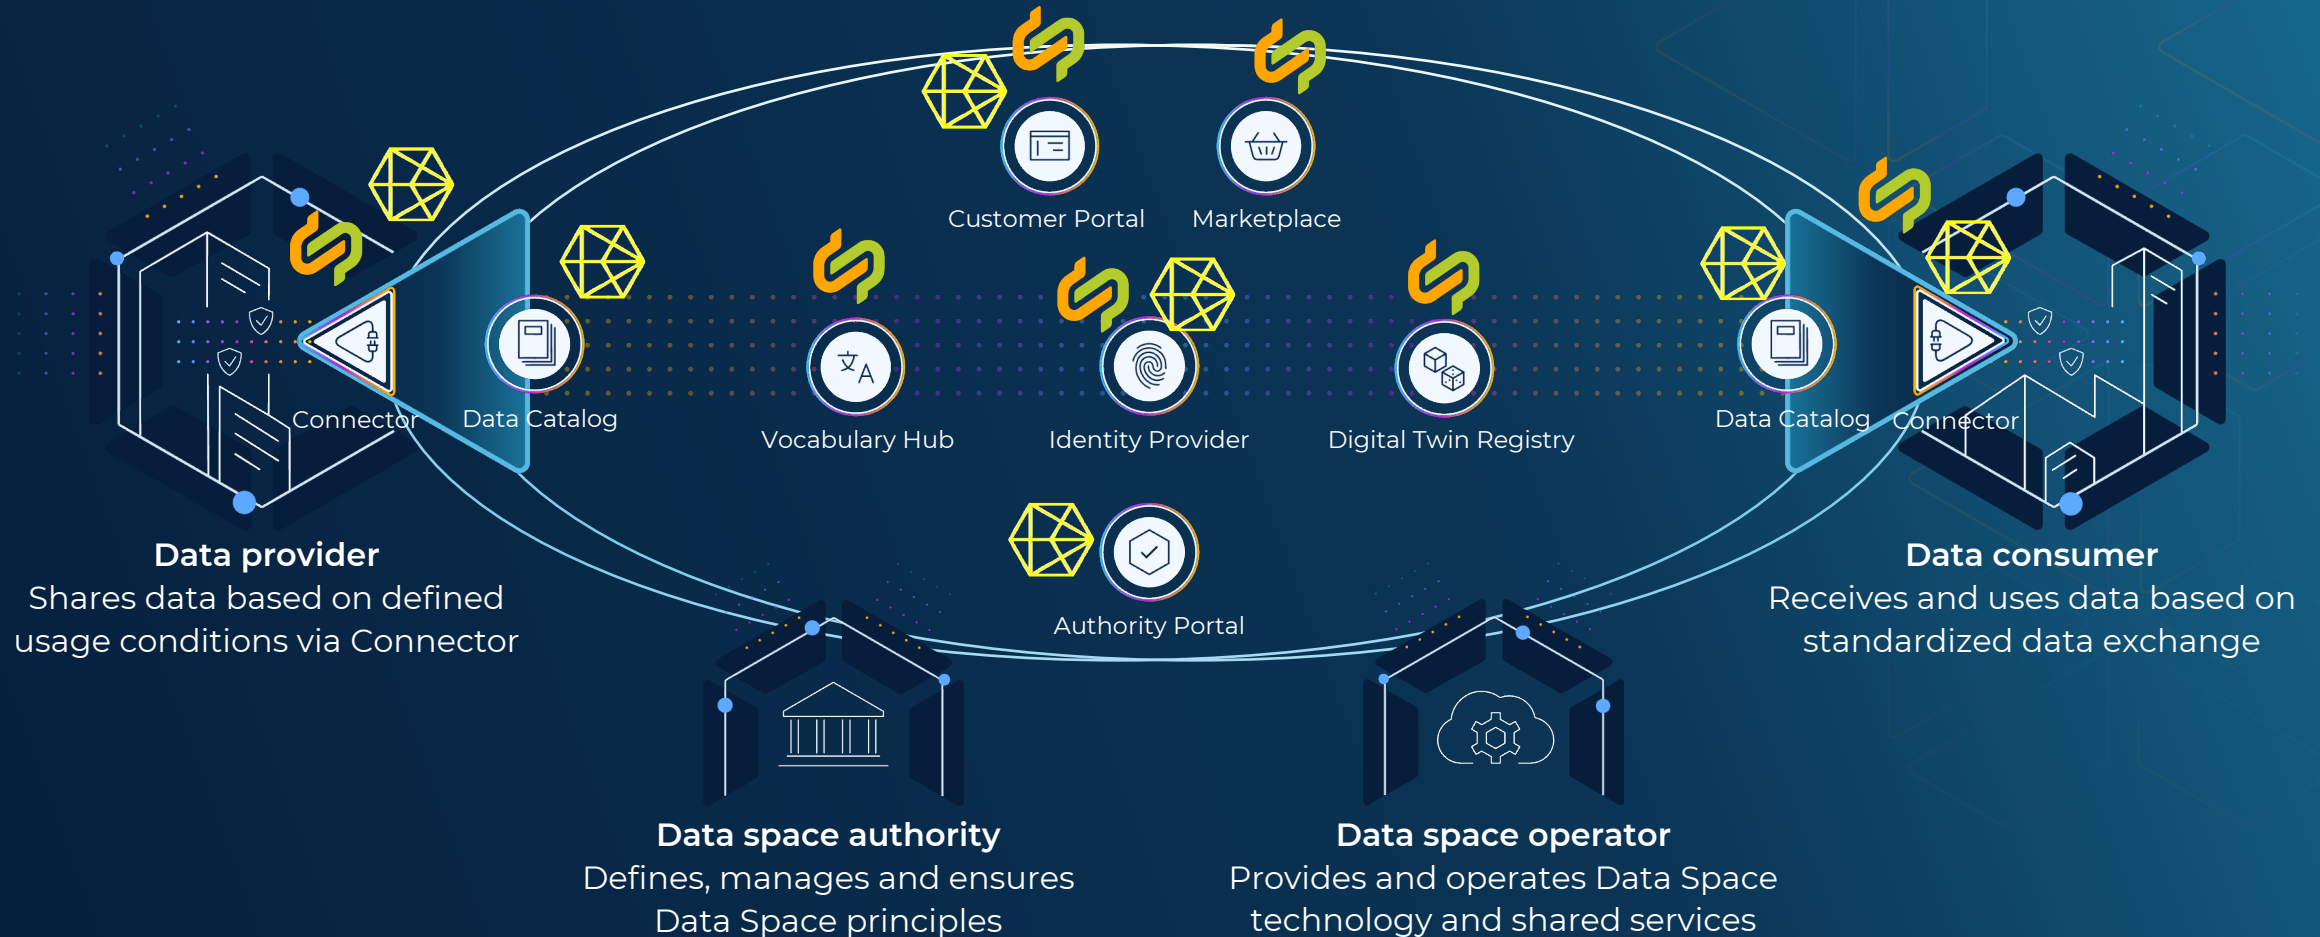 Customer Portal
Marketplace
Connector
Data Catalog
Vocabulary Hub
Identity Provider
Digital Twin Registry
Data Catalog
Connector
Authority Portal
Data provider
Shares data based on defined
usage conditions via Connector
Data consumer
Receives and uses data based on
standardized data exchange
Data space authority
Defines, manages and ensures
Data Space principles
Data space operator
Provides and operates Data Space
technology and shared services